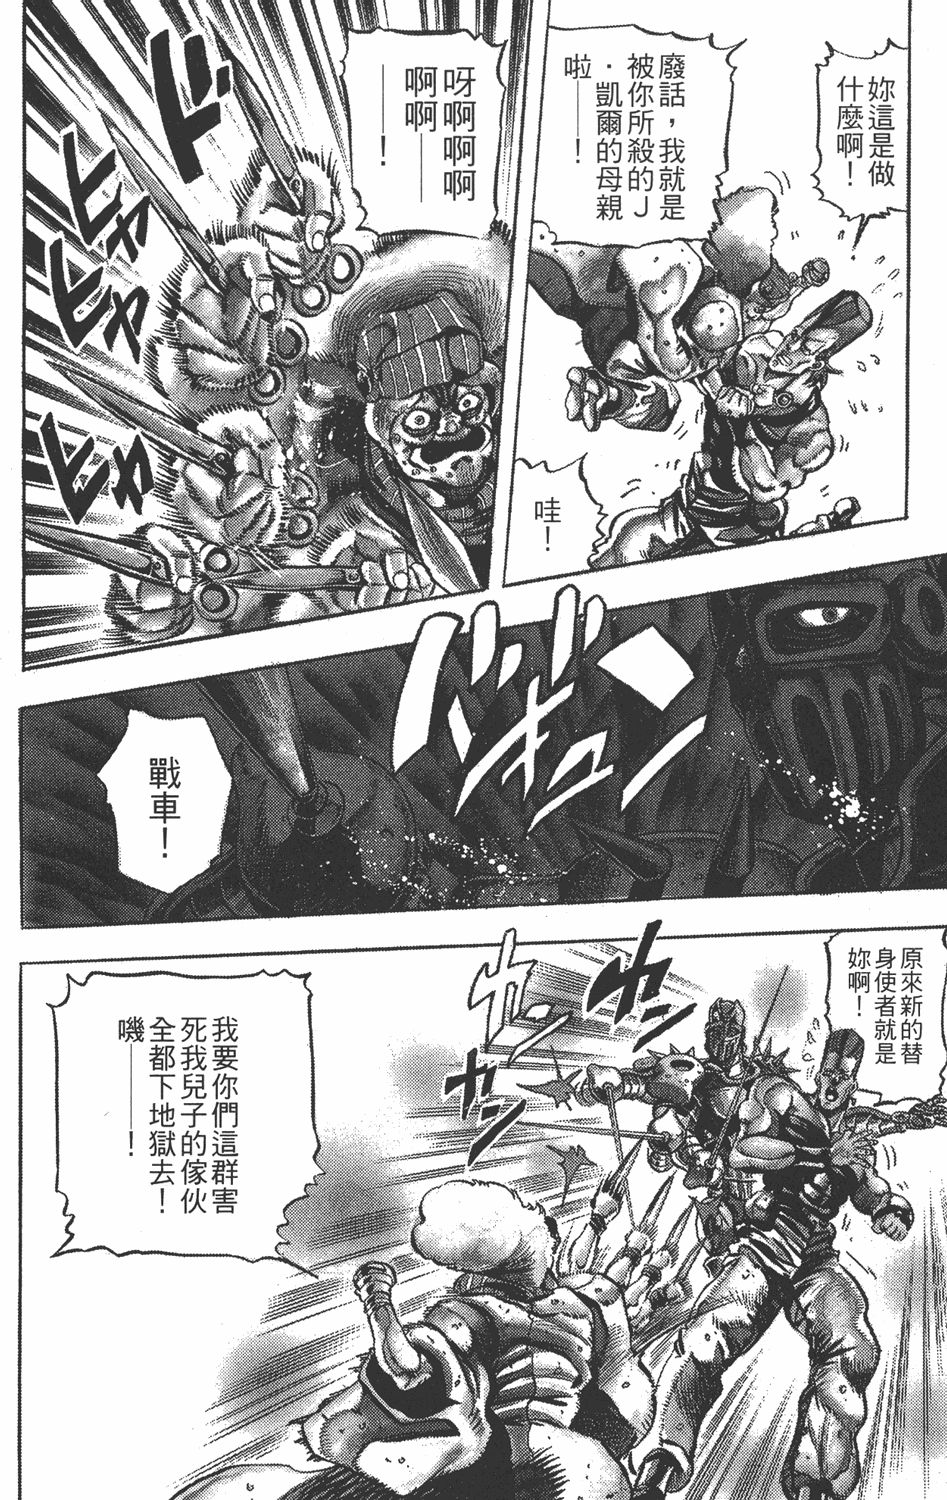 妳這是做
什麼啊！
廢話，我就是
被你所殺的J
．凱爾的母親
啦——！
哇！
呀啊啊啊
啊啊——
——！
ドド
ヒャ
ヒャ
ヒャ
バギュン
戰車！
原來新的替
身使者就是
妳啊！
キン
キン
キン
我要你們這群害
死我兒子的傢伙
全都下地獄去！
嘰——！